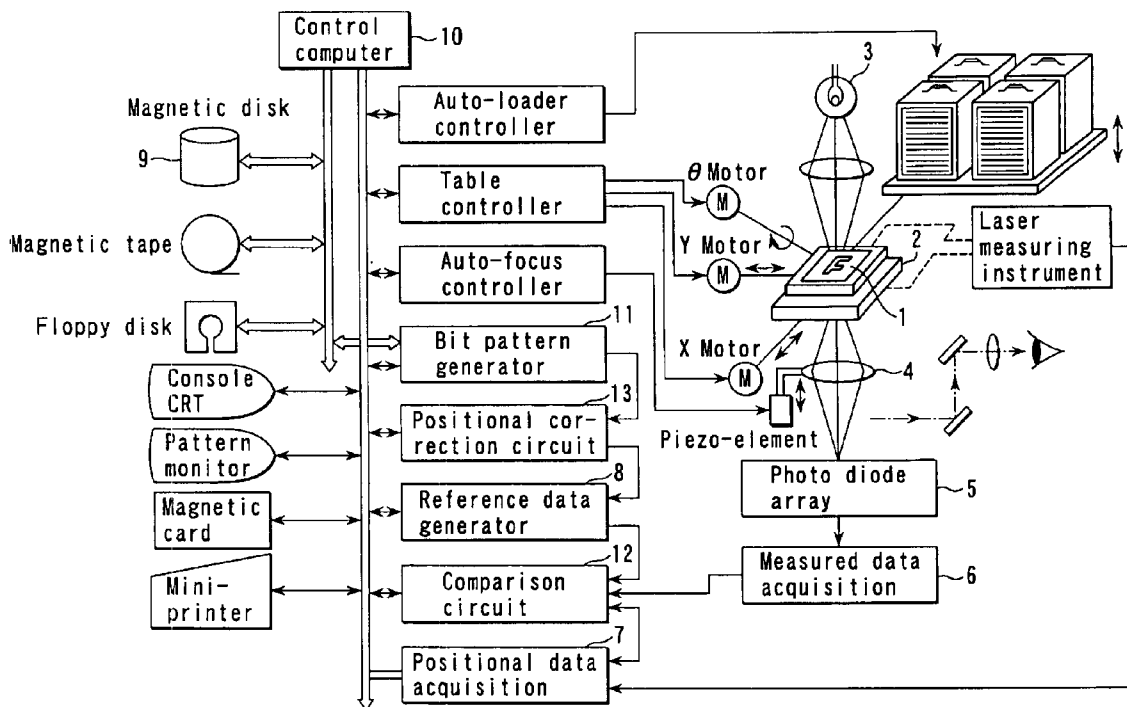 Control
computer
10
3
Magnetic disk
9
Auto-loader
controller
θ Motor
Table
controller
Laser
measuring
instrument
2
Magnetic tape
Y Motor
M
M
F
1
Auto-focus
controller
Floppy disk
11
Bit pattern
generator
X Motor
M
4
Console
CRT
13
Positional cor-
rection circuit
Piezo-element
Pattern
monitor
8
Reference data
generator
Photo diode
array
5
Magnetic
card
12
Comparison
circuit
Measured data
acquisition
6
Mini-
printer
7
Positional data
acquisition